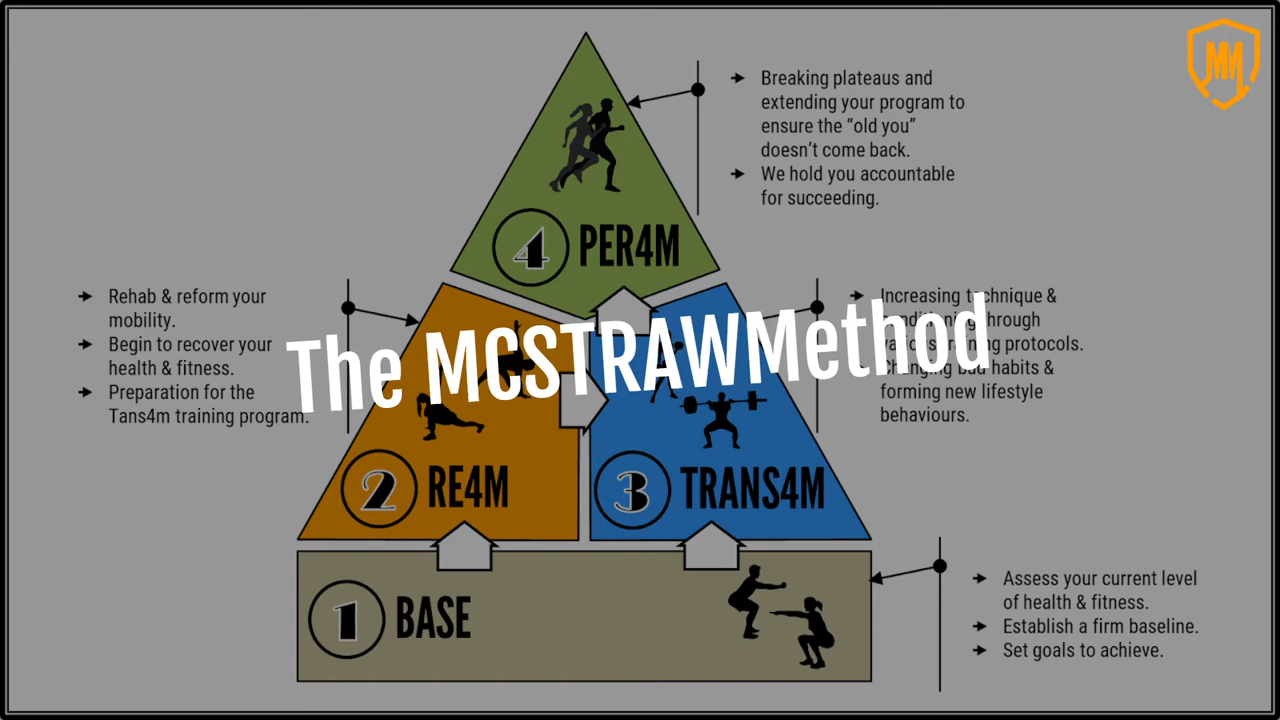 ➔ Breaking plateaus and
extending your program to
ensure the “old you”
doesn’t come back.
➔ We hold you accountable
for succeeding.
4 PER4M
➔ Rehab & reform your
mobility.
➔ Begin to recover your
health & fitness.
➔ Preparation for the
Tans4m training program.
The MCSTRAWMethod
➔ Increasing technique &
through
training protocols.
bad habits &
forming new lifestyle
behaviours.
2 RE4M
3 TRANS4M
1 BASE
➔ Assess your current level
of health & fitness.
➔ Establish a firm baseline.
➔ Set goals to achieve.